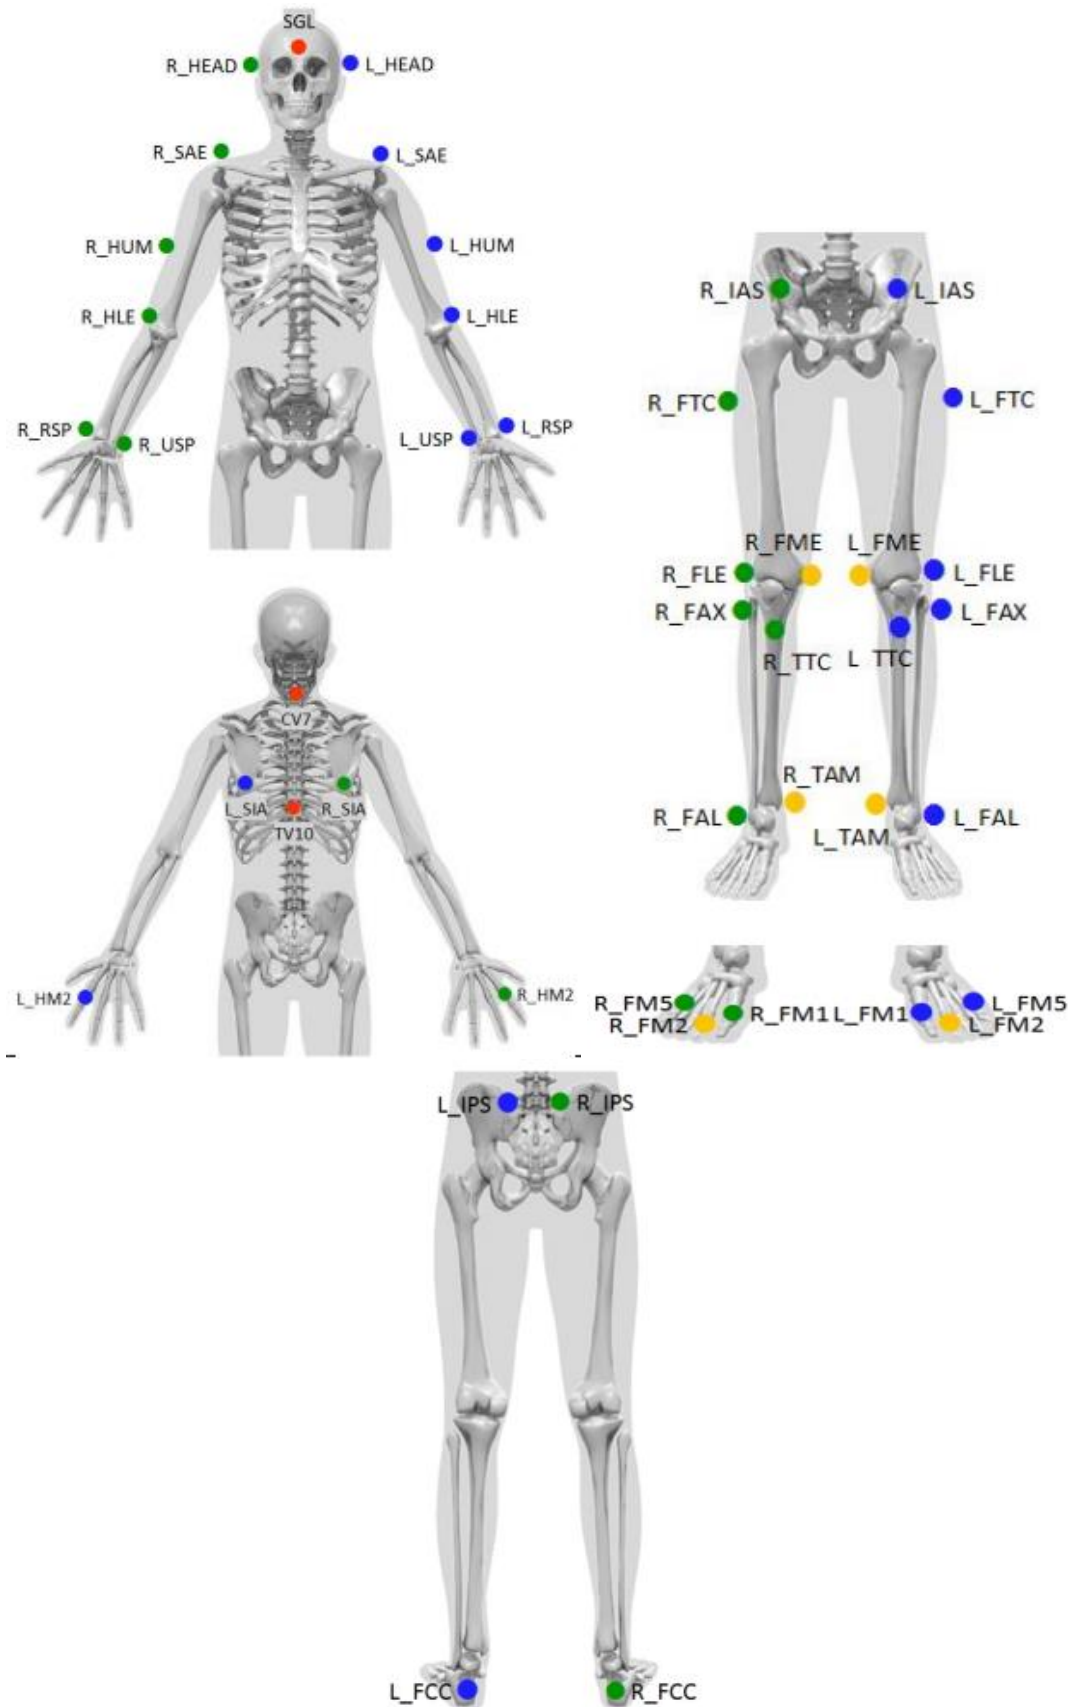 SGL
R_HEAD L_HEAD
R_SAE L_SAE
R_HUM L_HUM
R_HLE L_HLE
R_RSP R_USP L_USP L_RSP
CV7
L_SIA R_SIA
TV10
L_HM2 R_HM2
R_IAS L_IAS
R_FTC L_FTC
R_FME L_FME
R_FLE L_FLE
R_FAX L_FAX
R_TTC L TTC
R_TAM
R_FAL L_FAL
L_TAM
R_FM5 L_FM5
R_FM1 L_FM1
R_FM2 L_FM2
L_IPS R_IPS
L_FCC R_FCC